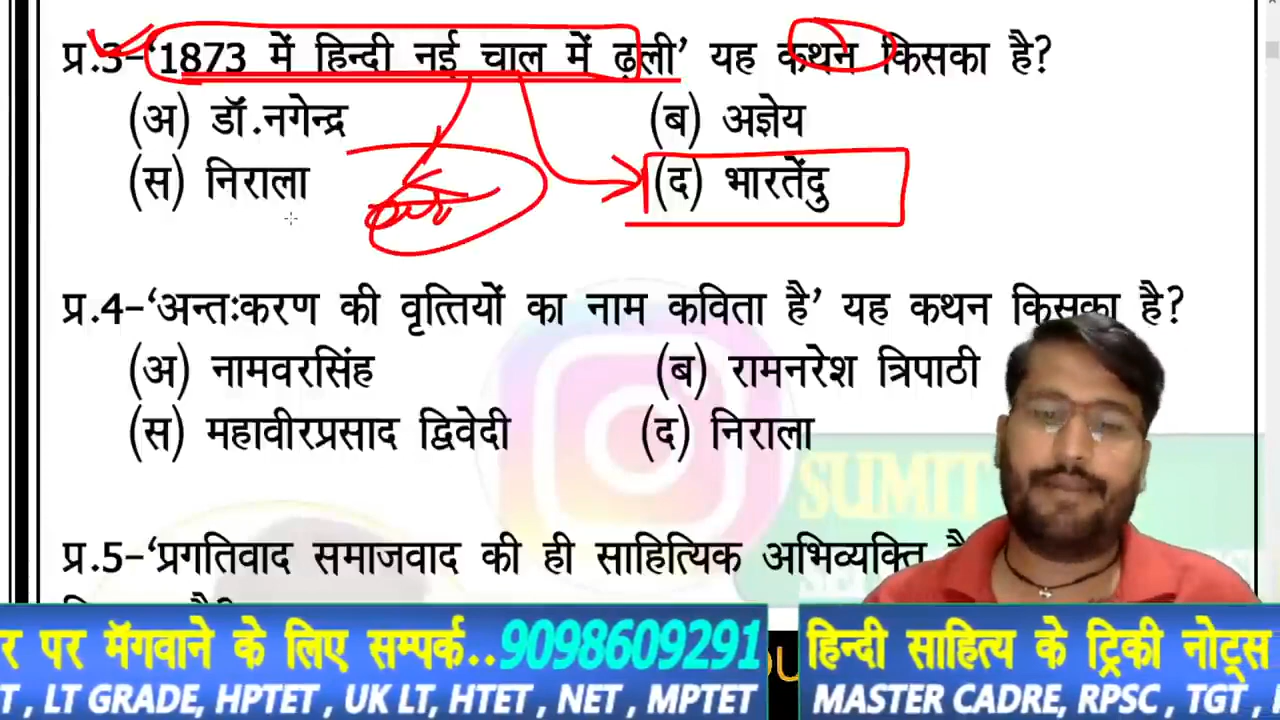 प्र.3-‘1873 में हिन्दी नई चाल में ढ़ली’ यह कथन किसका है?
(अ) डॉ.नगेन्द्र (ब) अज्ञेय
(स) निराला (द) भारतेंदु
प्र.4-‘अन्तःकरण की वृत्तियों का नाम कविता है’ यह कथन किसका है?
(अ) नामवरसिंह (ब) रामनरेश त्रिपाठी
(स) महावीरप्रसाद द्विवेदी (द) निराला
SUMIT
प्र.5-‘प्रगतिवाद समाजवाद की ही साहित्यिक अभिव्यक्ति
र पर मॅगवाने के लिए सम्पर्क..9098609291 हिन्दी साहित्य के ट्रिकी नोट्स
T , LT GRADE, HPTET , UK LT, HTET , NET , MPTET MASTER CADRE, RPSC , TGT ,